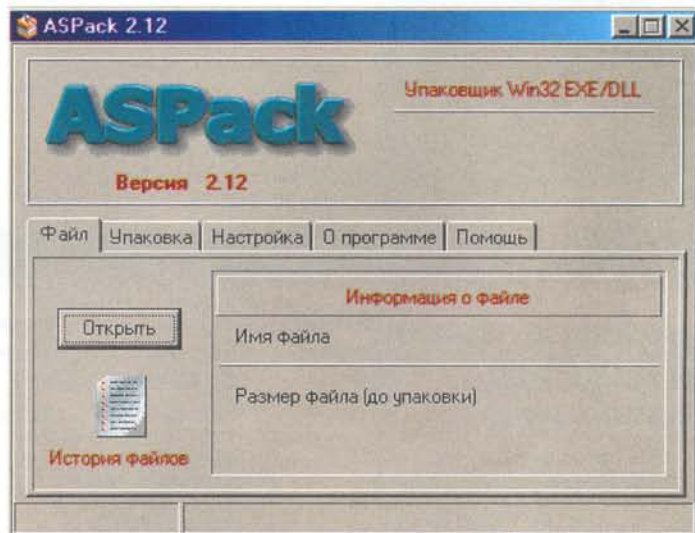 ASPack 2.12
ASPack
Упаковщик Win32 EXE/DLL
Версия 2.12
Файл Упаковка Настройка О программе Помощь
Открыть
Информация о файле
Имя файла
Размер файла (до упаковки)
История файлов